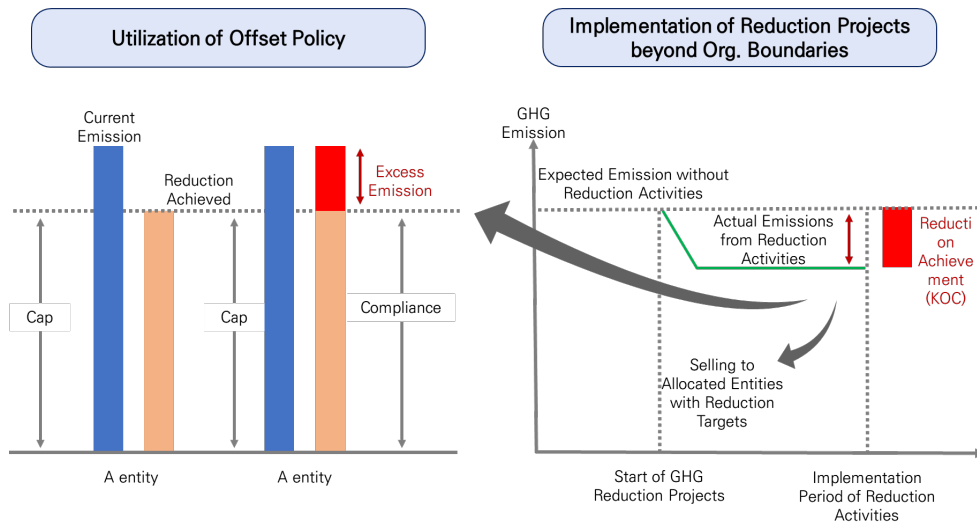 Utilization of Offset Policy
Current
Emission
Reduction
Achieved
Excess
Emission
Cap
Cap
Compliance
A entity
A entity
Implementation of Reduction Projects
beyond Org. Boundaries
GHG
Emission
Expected Emission without
Reduction Activities
Actual Emissions
from Reduction
Activities
Reducti
on
Achieve
ment
(KOC)
Selling to
Allocated Entities
with Reduction
Targets
Start of GHG
Reduction Projects
Implementation
Period of Reduction
Activities